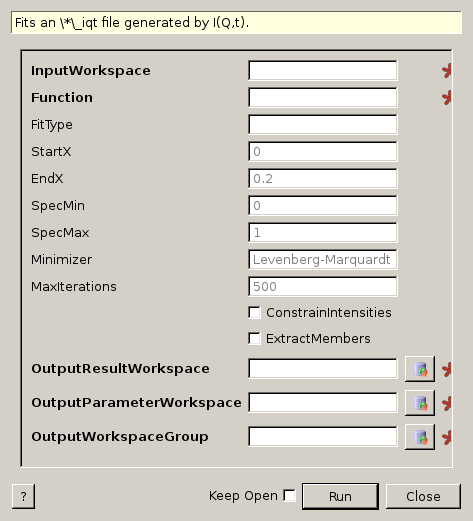 Fits an \*\_iqt file generated by I(Q,t).
InputWorkspace
Function
FitType
StartX 0
EndX 0.2
SpecMin 0
SpecMax 1
Minimizer Levenberg-Marquardt
MaxIterations 500
ConstrainIntensities
ExtractMembers
OutputResultWorkspace
OutputParameterWorkspace
OutputWorkspaceGroup
? Keep Open Run Close